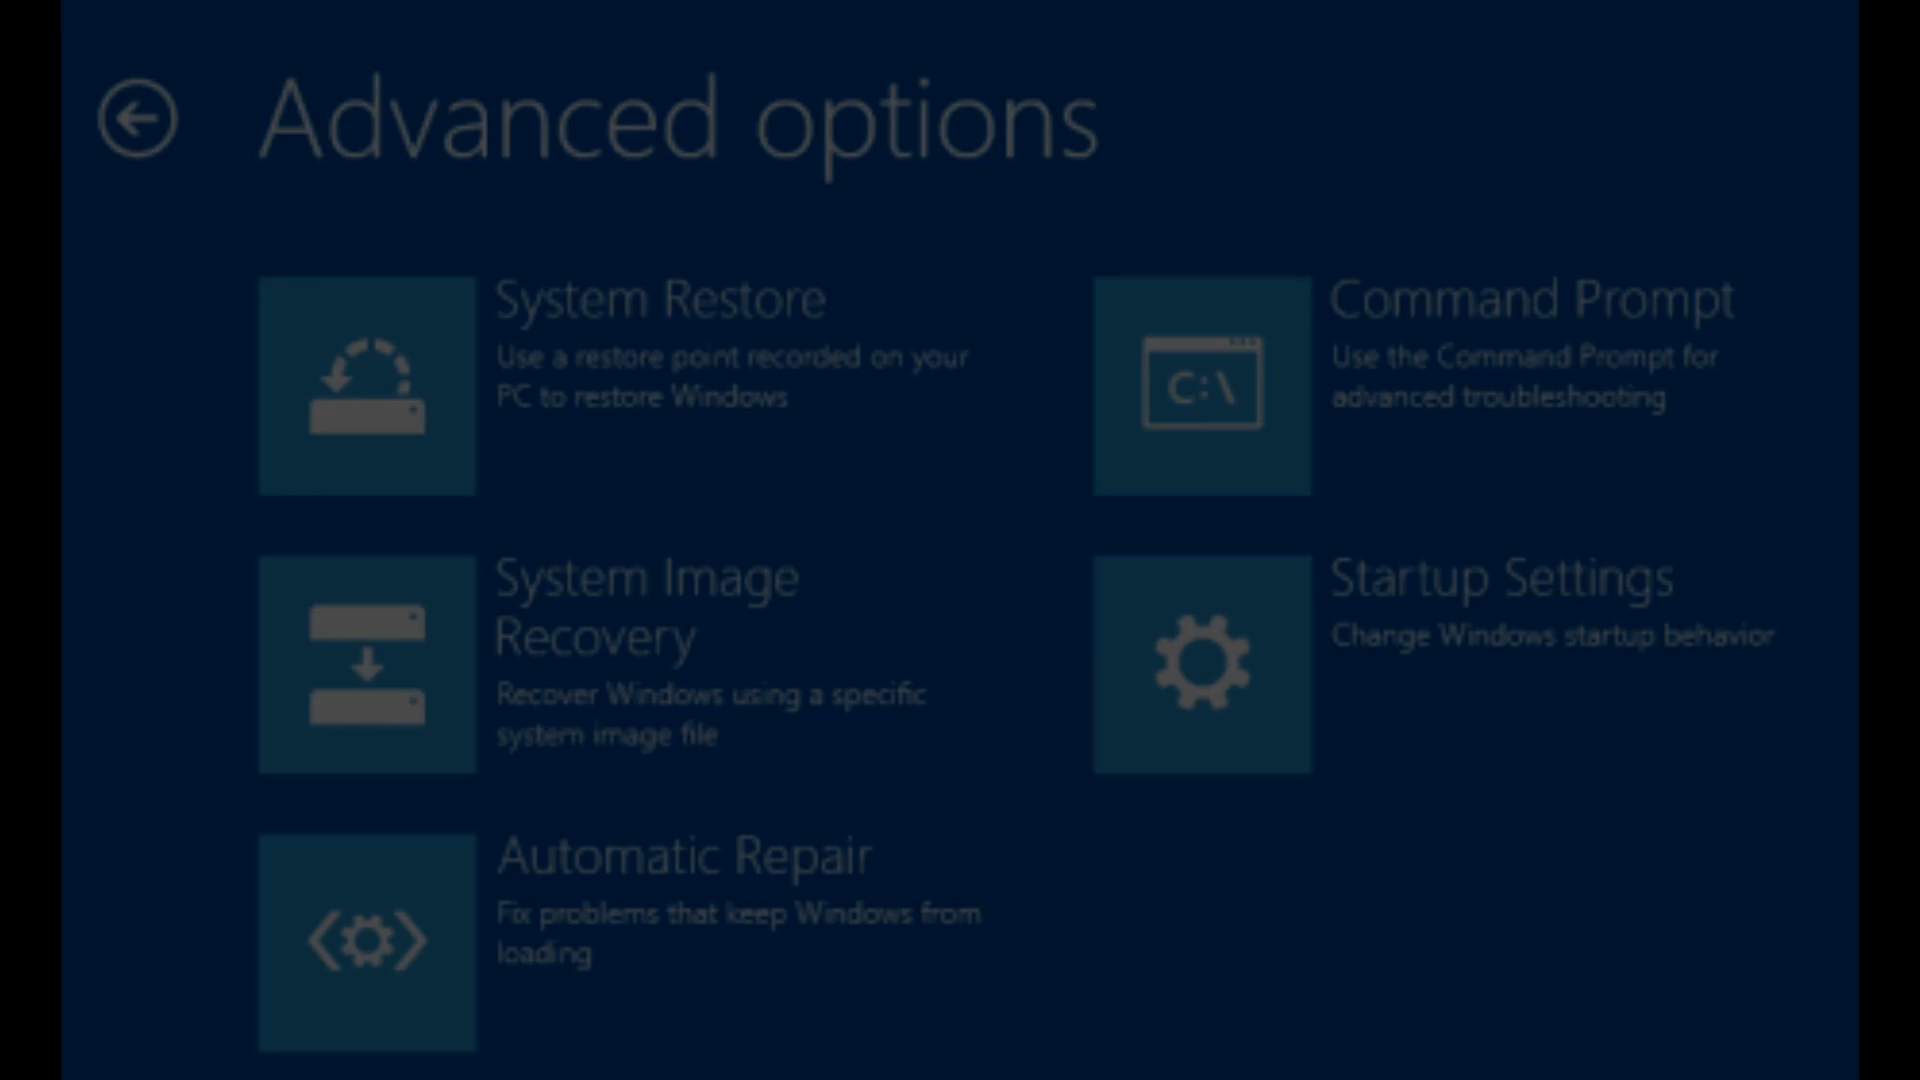 Advanced options
System Restore
Use a restore point recorded on your
PC to restore Windows
Command Prompt
Use the Command Prompt for
advanced troubleshooting
C:\
System Image
Recovery
Recover Windows using a specific
system image file
Startup Settings
Change Windows startup behavior
Automatic Repair
Fix problems that keep Windows from
loading